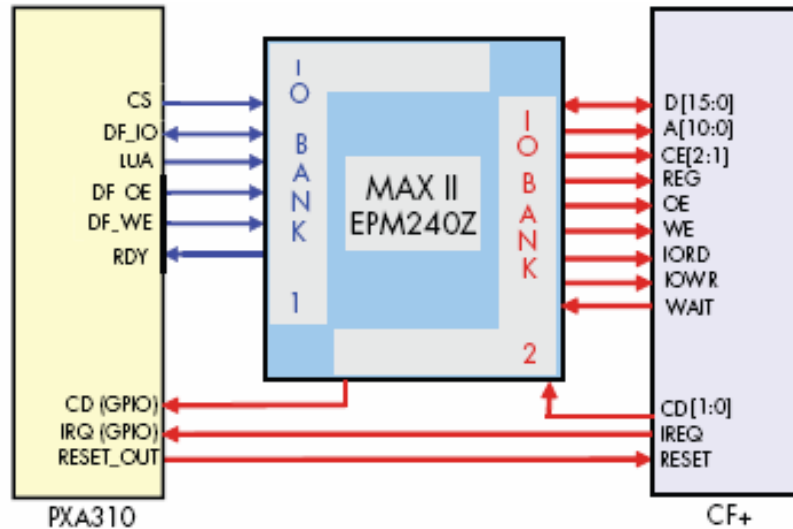 CS
DF_IO
LUA
DF_OE
DF_WE
RDY
CD (GPIO)
IRQ (GPIO)
RESET_OUT
PXA310
IO BANK 1
MAX II
EPM240Z
IO BANK 2
D[15:0]
A[10:0]
CE[2:1]
REG
OE
WE
IORD
IOWR
WAIT
CD[1:0]
IREQ
RESET
CF+